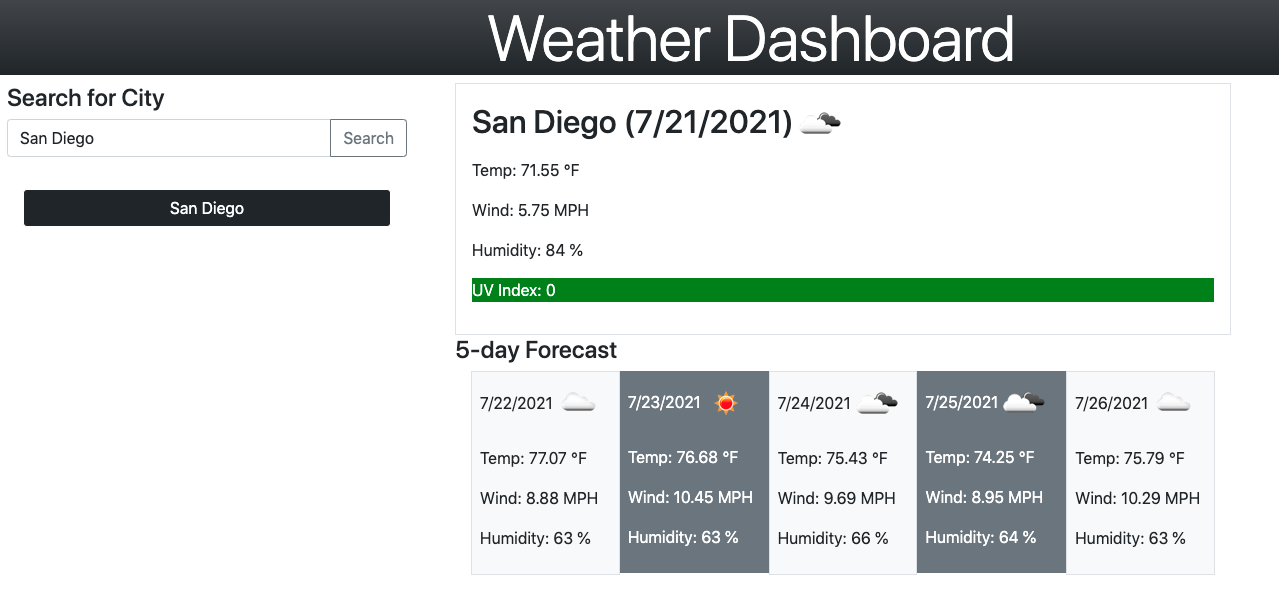 Weather Dashboard
Search for City
San Diego
Search
San Diego
San Diego (7/21/2021)
Temp: 71.55 °F
Wind: 5.75 MPH
Humidity: 84 %
UV Index: 0
5-day Forecast
7/22/2021
Temp: 77.07 °F
Wind: 8.88 MPH
Humidity: 63 %
7/23/2021
Temp: 76.68 °F
Wind: 10.45 MPH
Humidity: 63 %
7/24/2021
Temp: 75.43 °F
Wind: 9.69 MPH
Humidity: 66 %
7/25/2021
Temp: 74.25 °F
Wind: 8.95 MPH
Humidity: 64 %
7/26/2021
Temp: 75.79 °F
Wind: 10.29 MPH
Humidity: 63 %